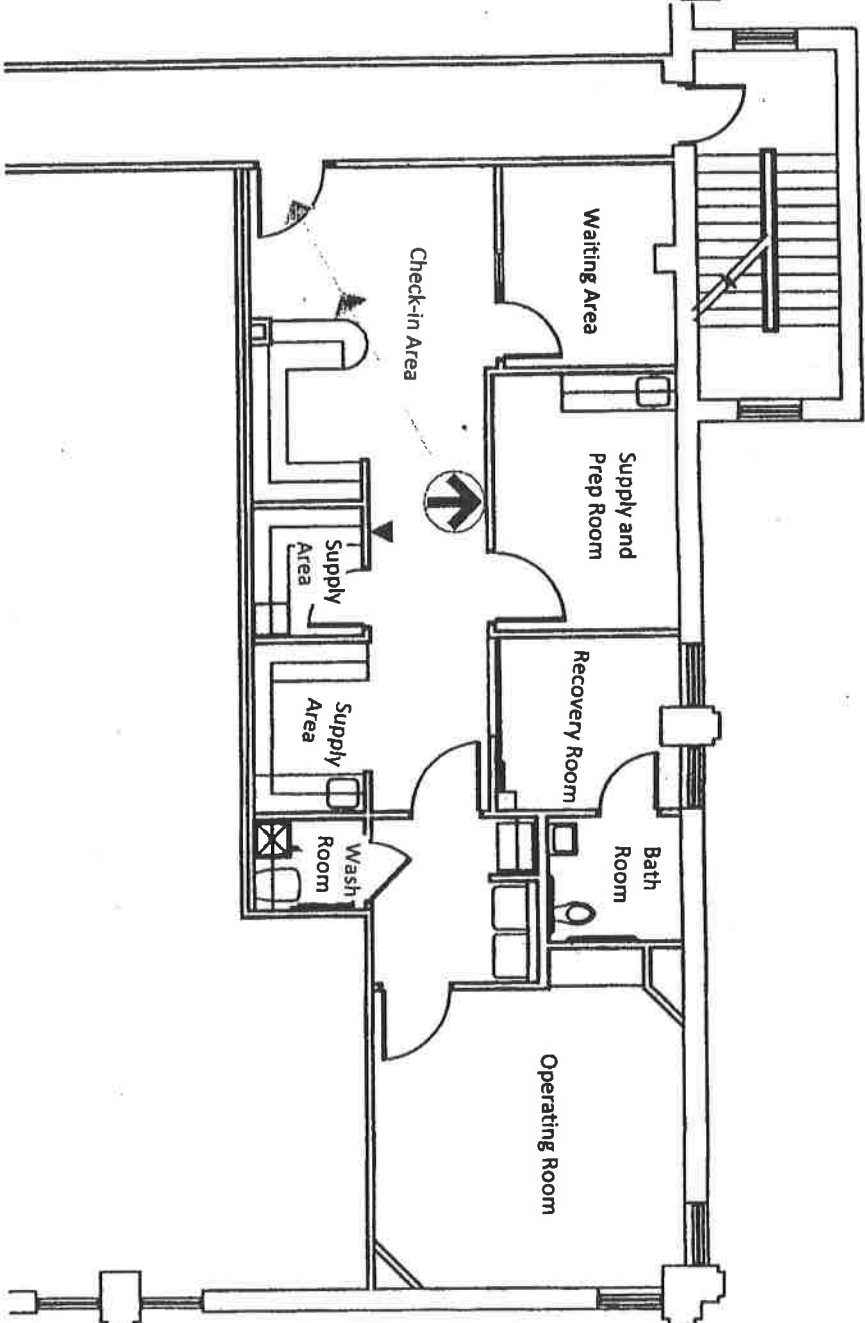 Waiting Area
Check-in Area
Supply and
Prep Room
Supply
Area
Recovery Room
Supply
Area
Bath
Room
Wash
Room
Operating Room